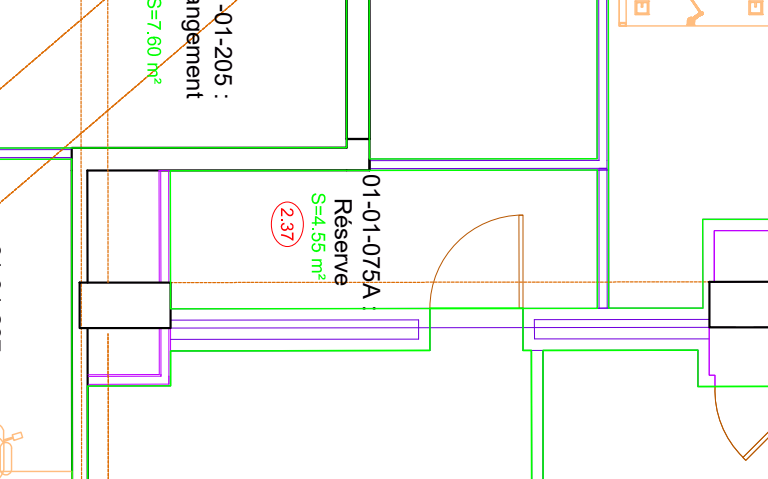 -01-205 :
angement
S=7.60 m²
01-01-075A :
Réserve
S=4.55 m²
2.37